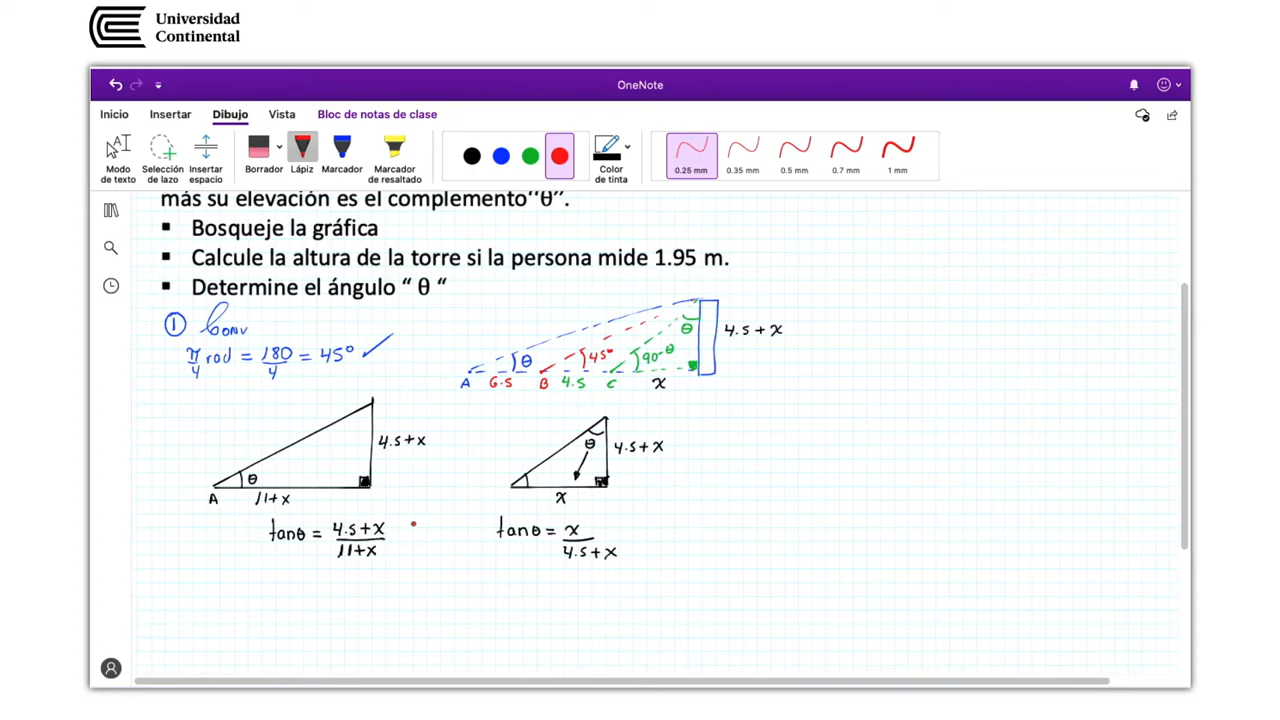 Universidad
Continental
OneNote
Inicio Insertar Dibujo Vista Bloc de notas de clase
Modo de texto
Selección de lazo
Insertar espacio
Borrador
Lápiz
Marcador
Marcador de resaltado
Color de tinta
0.25 mm 0.35 mm 0.5 mm 0.7 mm 1 mm
más su elevación es el complemento''θ''.
▪ Bosqueje la gráfica
▪ Calcule la altura de la torre si la persona mide 1.95 m.
▪ Determine el ángulo “ θ “
① Conv
π/4 rad = 180/4 = 45° ✓
θ 45° 90-θ θ 4.5+x
A 6.5 B 4.5 C x
θ 4.5+x
A 11+x
θ 4.5+x
x
tanθ = 4.5+x/11+x
tanθ = x/4.5+x